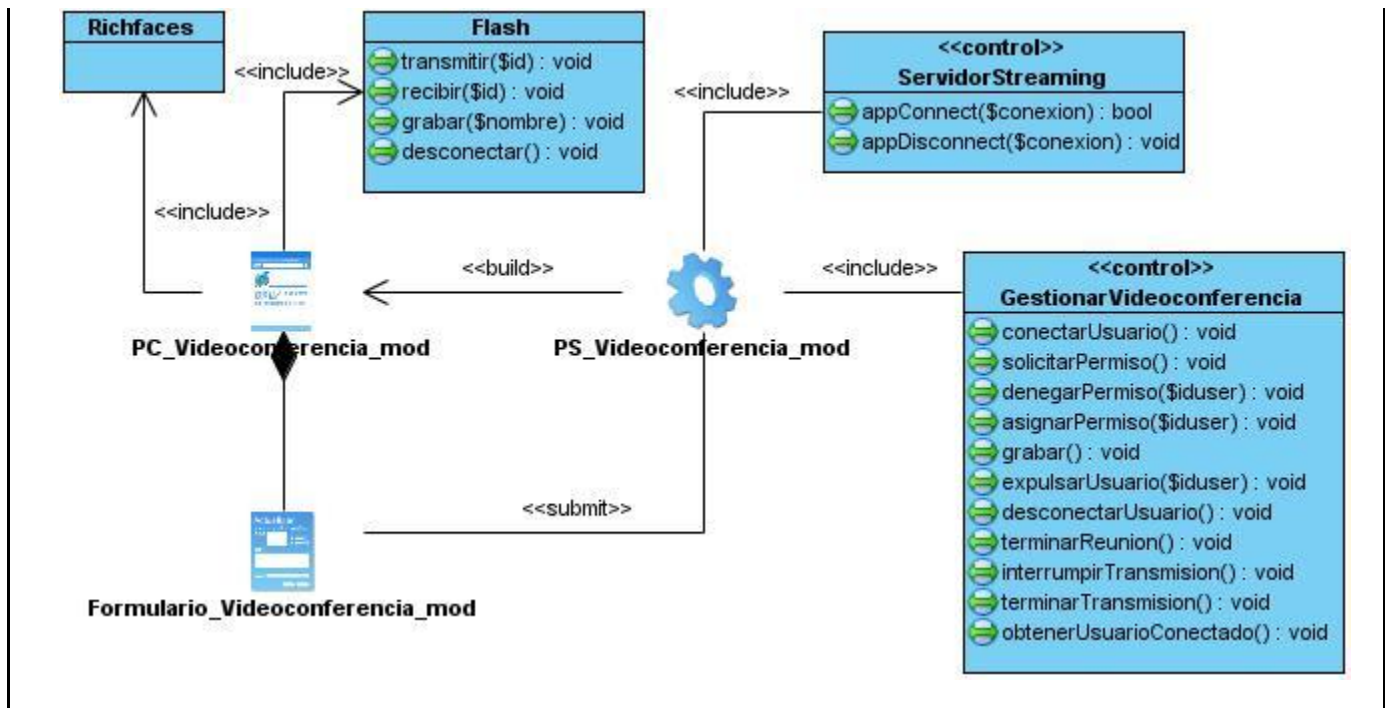 Richfaces
Flash
transmitir($id) : void
recibir($id) : void
grabar($nombre) : void
desconectar() : void
<<control>>
ServidorStreaming
appConnect($conexion) : bool
appDisconnect($conexion) : void
<<include>>
<<include>>
<<include>>
<<build>>
<<include>>
<<control>>
GestionarVideoconferencia
conectarUsuario() : void
solicitarPermiso() : void
denegarPermiso($iduser) : void
asignarPermiso($iduser) : void
grabar() : void
expulsarUsuario($iduser) : void
desconectarUsuario() : void
terminarReunion() : void
interrumpirTransmision() : void
terminarTransmision() : void
obtenerUsuarioConectado() : void
PC_Videoconferencia_mod
PS_Videoconferencia_mod
<<submit>>
Formulario_Videoconferencia_mod